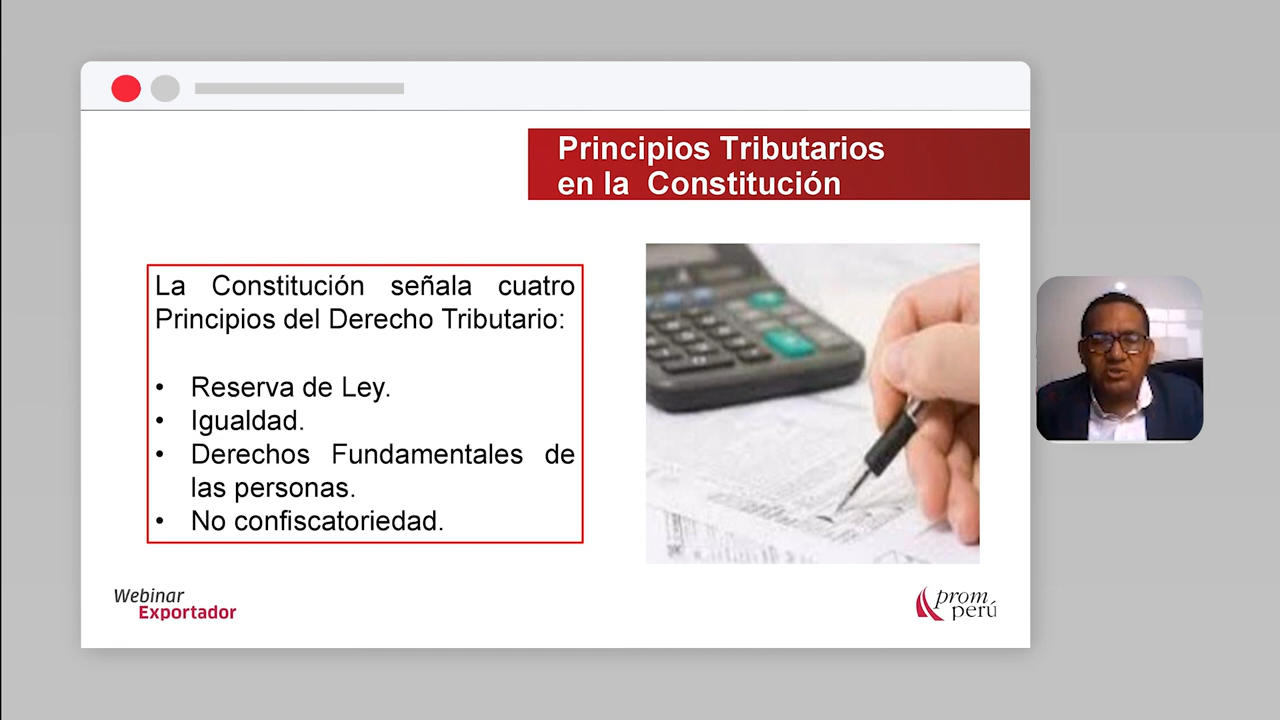 Principios Tributarios
en la Constitución
La Constitución señala cuatro
Principios del Derecho Tributario:
• Reserva de Ley.
• Igualdad.
• Derechos Fundamentales de
las personas.
• No confiscatoriedad.
Webinar
Exportador
prom
perú